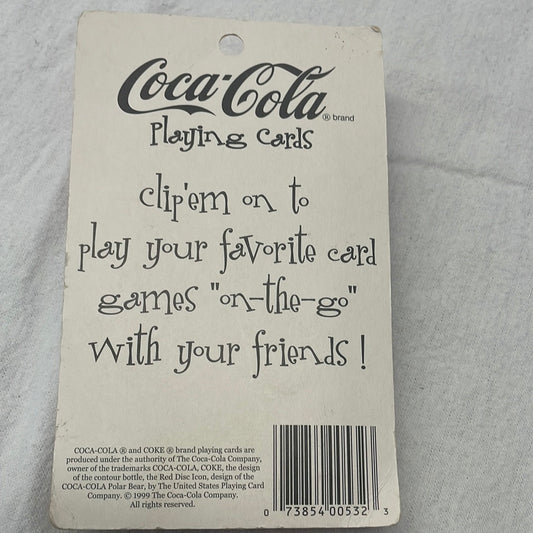 Coca-Cola ® brand
Playing Cards
clip'em on to
play your favorite card
games "on-the-go"
with your friends !
COCA-COLA ® and COKE ® brand playing cards are
produced under the authority of The Coca-Cola Company,
owner of the trademarks COCA-COLA, COKE, the design
of the contour bottle, the Red Disc Icon, design of the
COCA-COLA Polar Bear, by The United States Playing Card
Company. © 1999 The Coca-Cola Company.
All rights reserved.
0 73854 00532 3